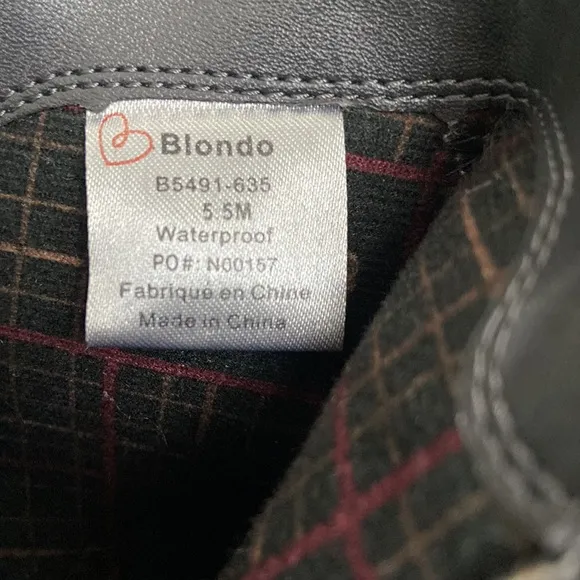 Blondo
B5491-635
5.5M
Waterproof
PO#: N00157
Fabriqué en Chine
Made in China